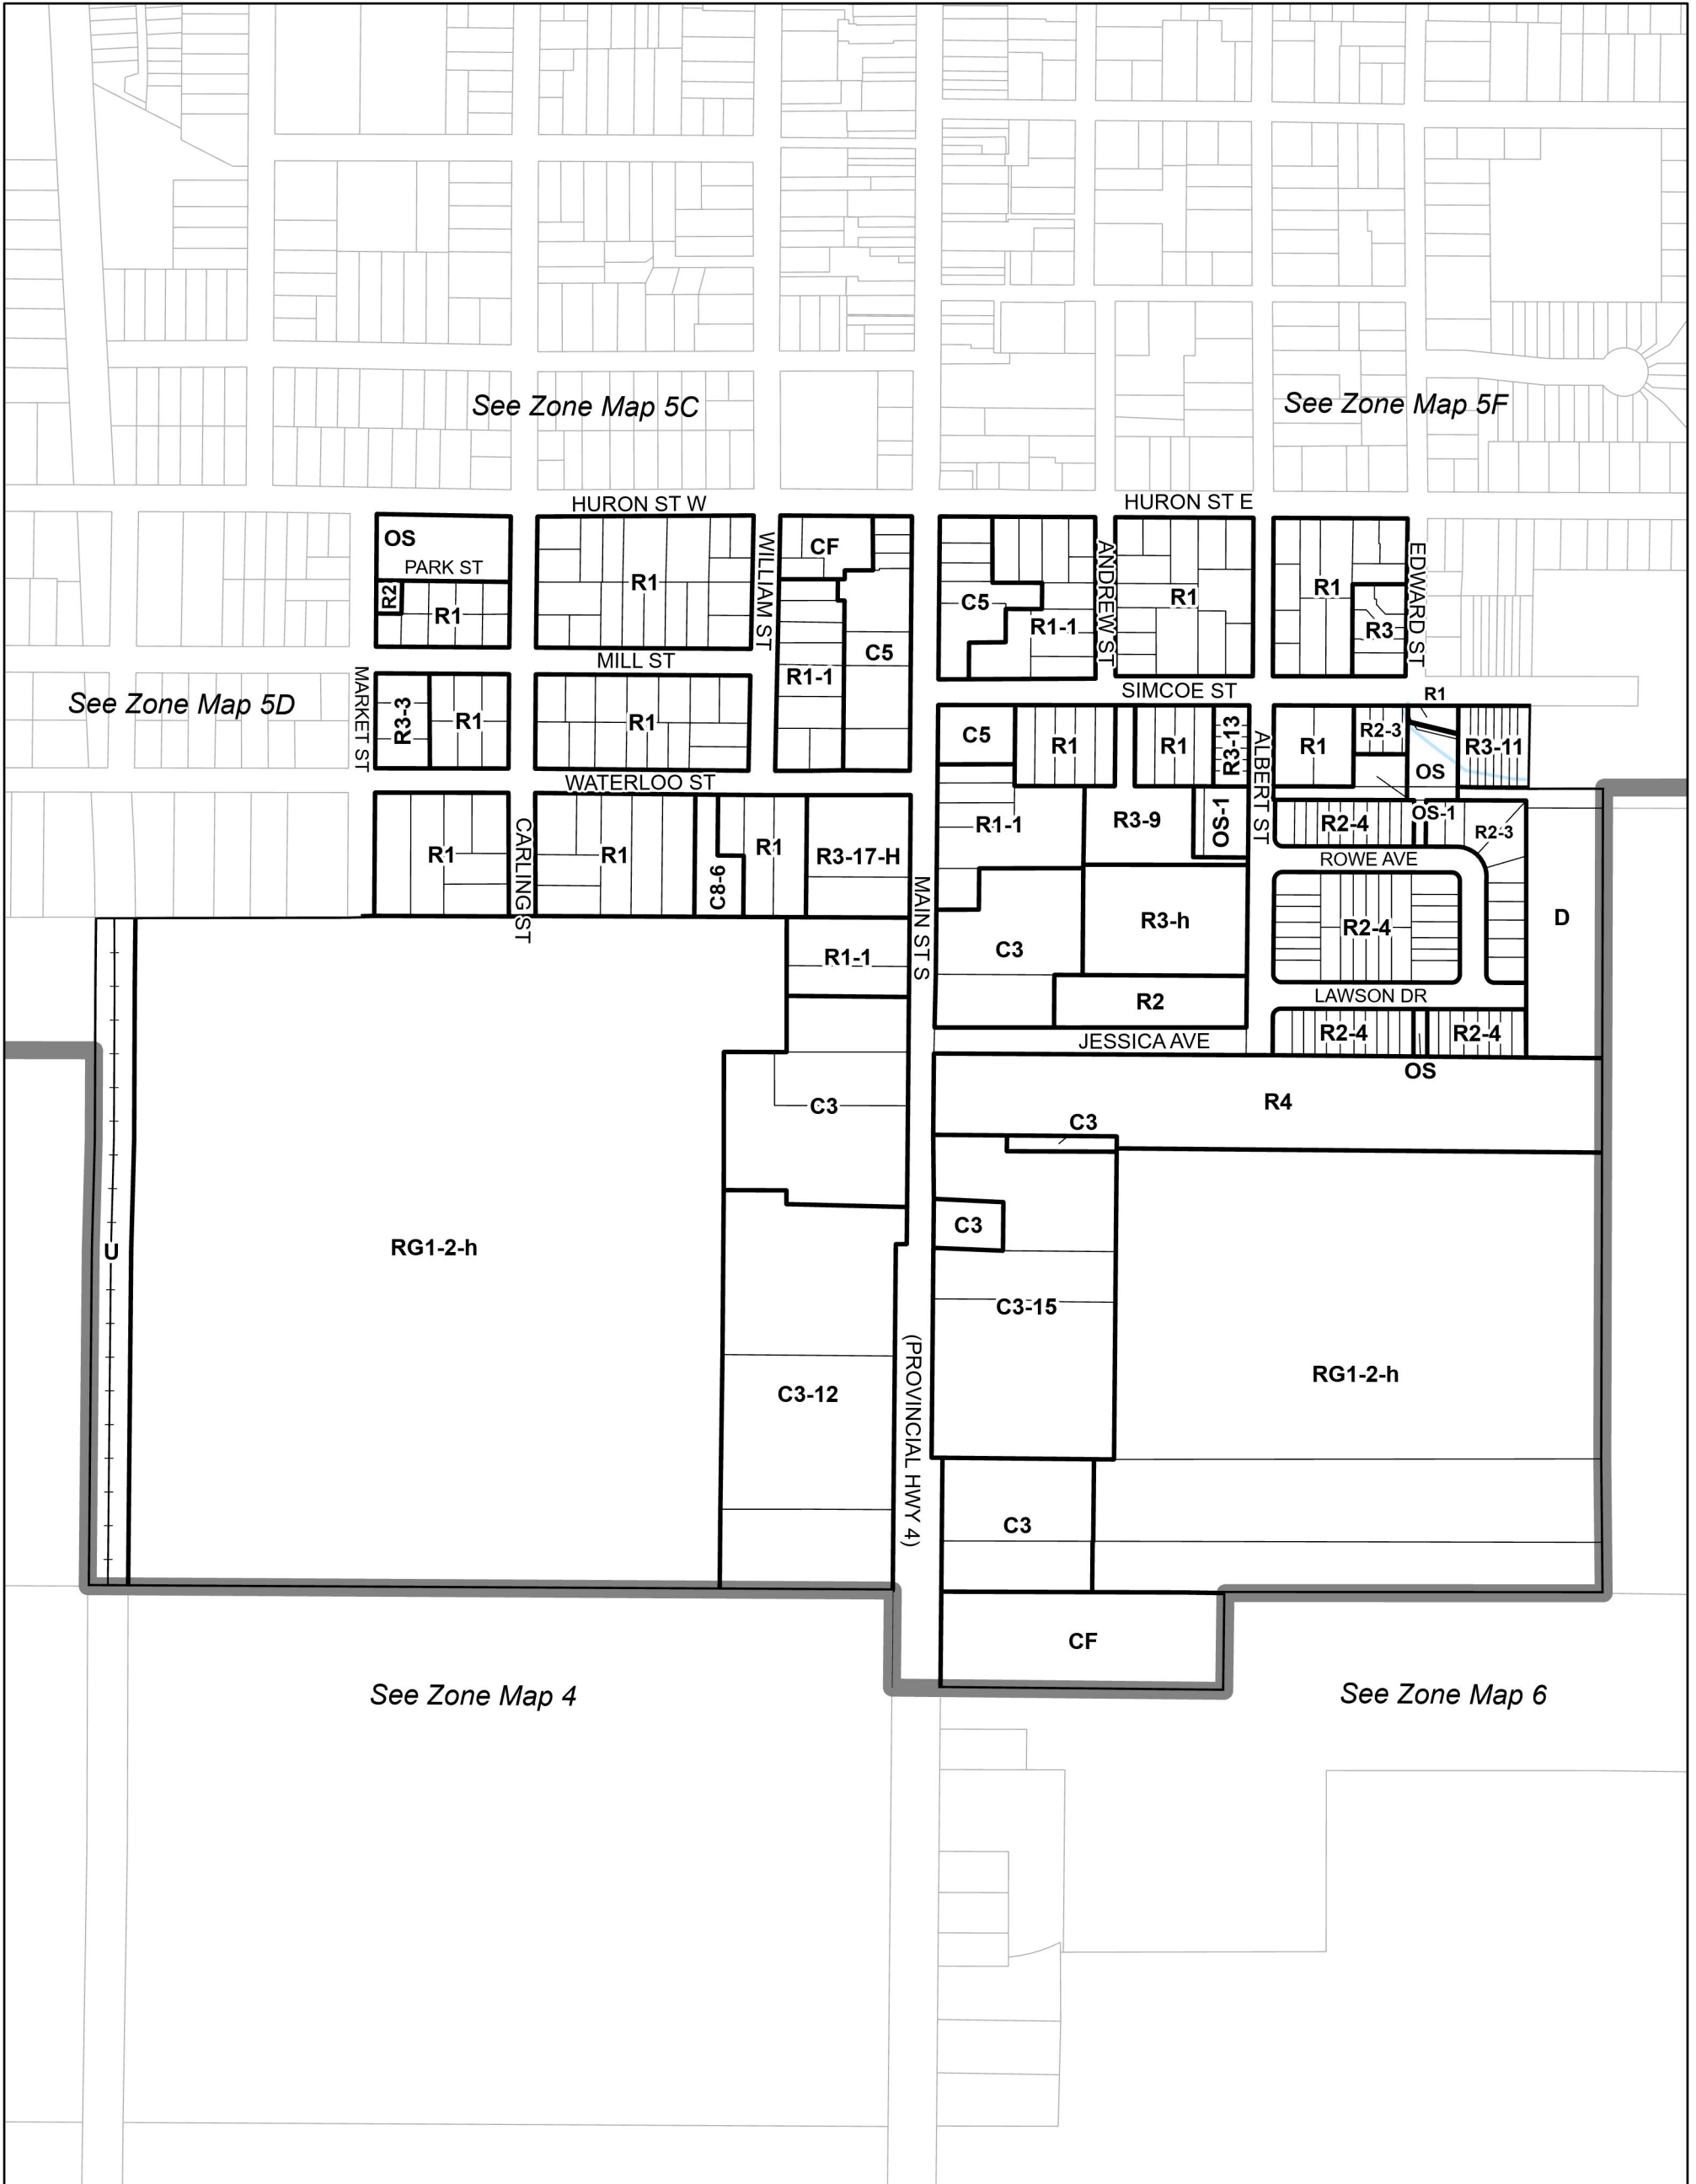 See Zone Map 5C
See Zone Map 5F
HURON ST W
HURON ST E
OS
PARK ST
R2
R1
R1
WILLIAM ST
CF
C5
R1-1
C5
R1-1
ANDREW ST
R1
R1
R3
EDWARD ST
MILL ST
SIMCOE ST
See Zone Map 5D
MARKET ST
R3-3
R1
R1
C5
R1
R1
R3-13
ALBERT ST
R1
R2-3
R1
OS
R3-11
WATERLOO ST
R1
CARLING ST
R1
C8-6
R1
R3-17-H
MAIN ST S
R1-1
R3-9
OS-1
R2-4
OS-1
R2-3
ROWE AVE
R3-h
R2-4
D
C3
R1-1
R2
LAWSON DR
R2-4
R2-4
JESSICA AVE
OS
R4
C3
C3
U
RG1-2-h
C3
C3-15
(PROVINCIAL HWY 4)
C3-12
RG1-2-h
C3
CF
See Zone Map 4
See Zone Map 6